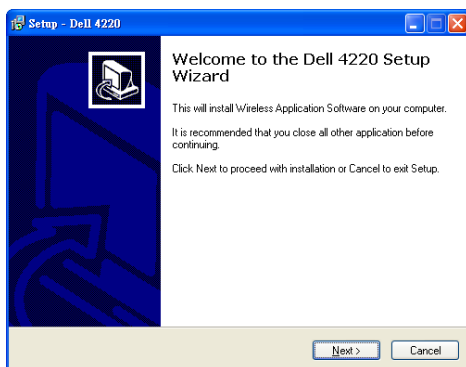 Setup - Dell 4220
Welcome to the Dell 4220 Setup
Wizard
This will install Wireless Application Software on your computer.
It is recommended that you close all other application before
continuing.
Click Next to proceed with installation or Cancel to exit Setup.
Next >
Cancel